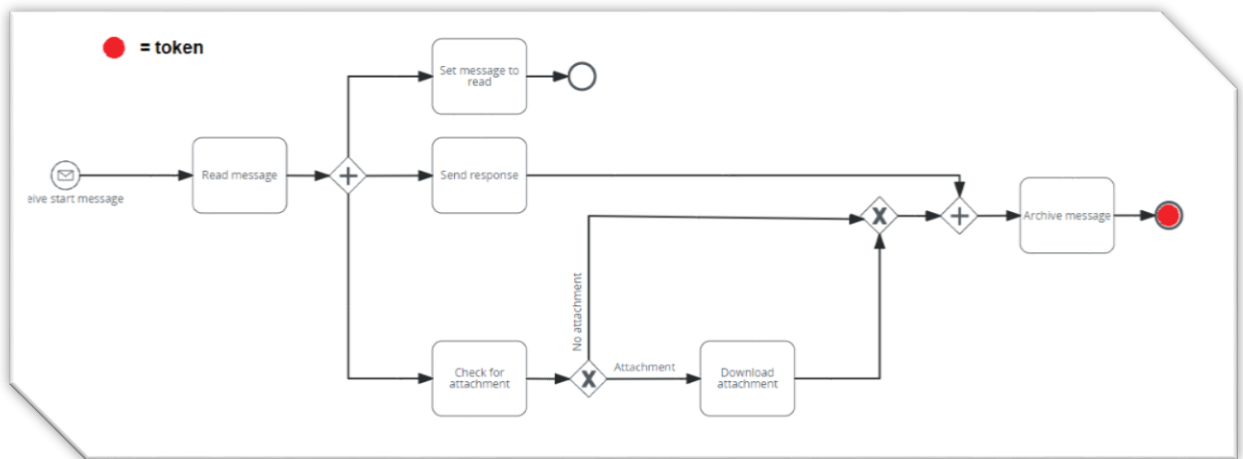 = token
Set message to
read
Read message
Send response
eive start message
Archive message
No attachment
Attachment
Check for
attachment
Download
attachment